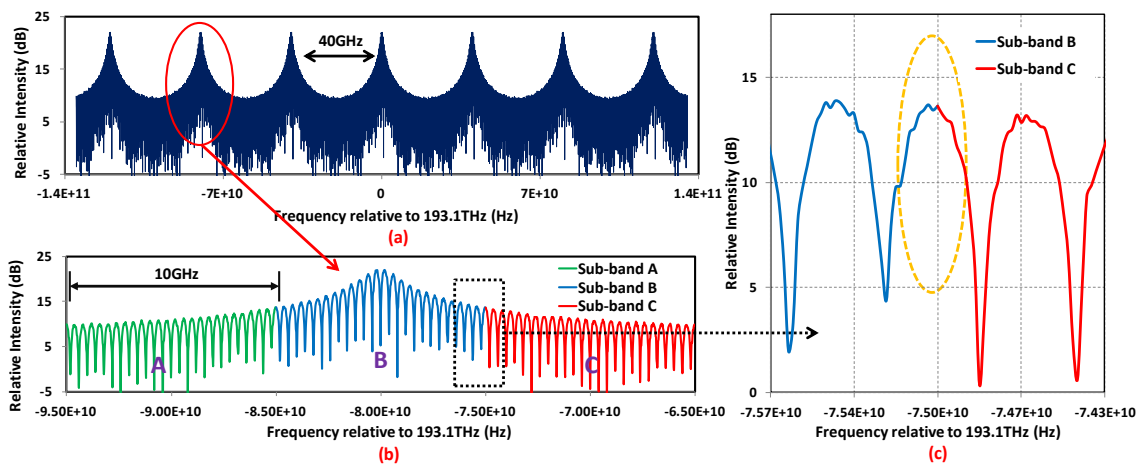 25
15
5
-5
Relative Intensity (dB)
40GHz
-1.4E+11
-7E+10
0
7E+10
1.4E+11
Frequency relative to 193.1THz (Hz)
(a)
25
15
5
-5
Relative Intensity (dB)
10GHz
Sub-band A
Sub-band B
Sub-band C
A
B
C
-9.50E+10
-9.00E+10
-8.50E+10
-8.00E+10
-7.50E+10
-7.00E+10
-6.50E+10
Frequency relative to 193.1THz (Hz)
(b)
15
10
5
0
Relative Intensity (dB)
Sub-band B
Sub-band C
-7.57E+10
-7.54E+10
-7.50E+10
-7.47E+10
-7.43E+10
Frequency relative to 193.1THz (Hz)
(c)